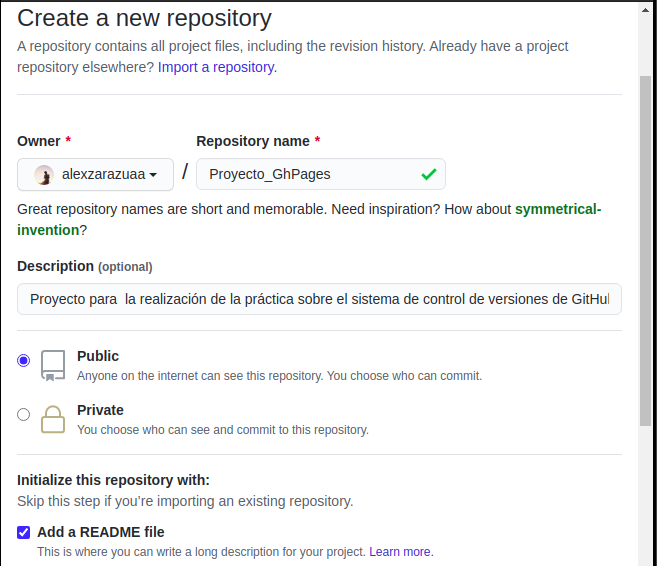 Create a new repository
A repository contains all project files, including the revision history. Already have a project
repository elsewhere? Import a repository.
Owner * Repository name *
alexzarazuaa / Proyecto_GhPages
Great repository names are short and memorable. Need inspiration? How about symmetrical-
invention?
Description (optional)
Proyecto para  la realización de la práctica sobre el sistema de control de versiones de GitHu
Public
Anyone on the internet can see this repository. You choose who can commit.
Private
You choose who can see and commit to this repository.
Initialize this repository with:
Skip this step if you’re importing an existing repository.
Add a README file
This is where you can write a long description for your project. Learn more.